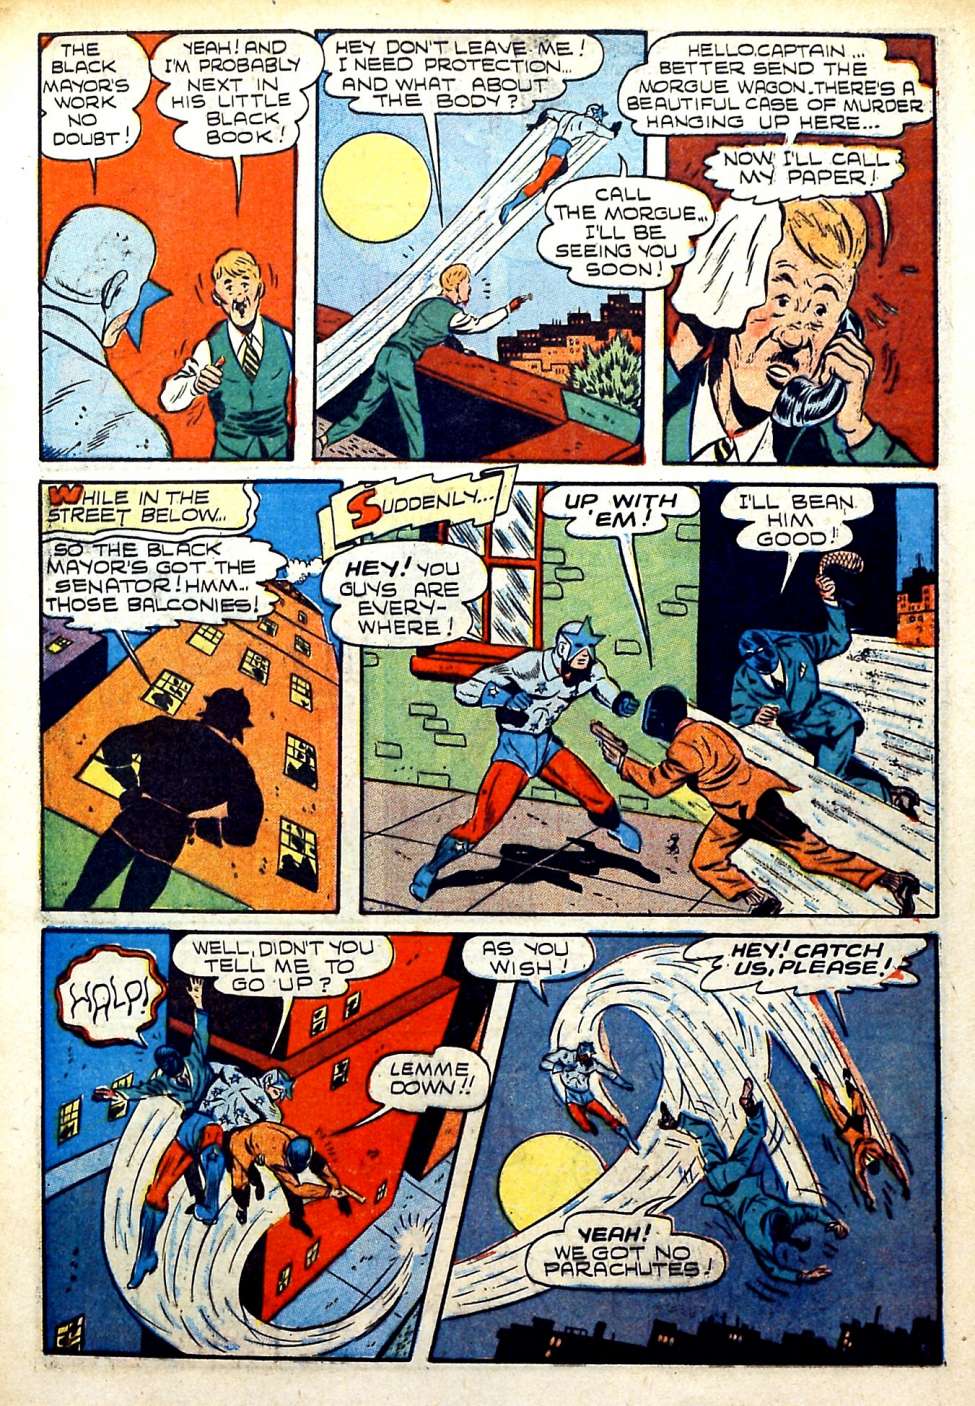 THE
BLACK
MAYOR'S
WORK
NO
DOUBT!
YEAH! AND
I'M PROBABLY
NEXT IN
HIS LITTLE
BLACK
BOOK!
HEY DON'T LEAVE ME!
I NEED PROTECTION...
AND WHAT ABOUT
THE BODY?
CALL
THE MORGUE...
I'LL BE
SEEING YOU
SOON!
HELLO, CAPTAIN...
BETTER SEND THE
MORGUE WAGON. THERE'S A
BEAUTIFUL CASE OF MURDER
HANGING UP HERE...
NOW I'LL CALL
MY PAPER!
WHILE IN THE
STREET BELOW...
SO THE BLACK
MAYOR'S GOT THE
SENATOR! HMM...
THOSE BALCONIES!
SUDDENLY...
HEY! YOU
GUYS ARE
EVERY-
WHERE!
UP WITH
'EM!
I'LL BEAN
HIM
GOOD!
HALP!
WELL, DIDN'T YOU
TELL ME TO
GO UP?
LEMME
DOWN!!
AS YOU
WISH!
HEY! CATCH
US, PLEASE!
YEAH!
WE GOT NO
PARACHUTES!